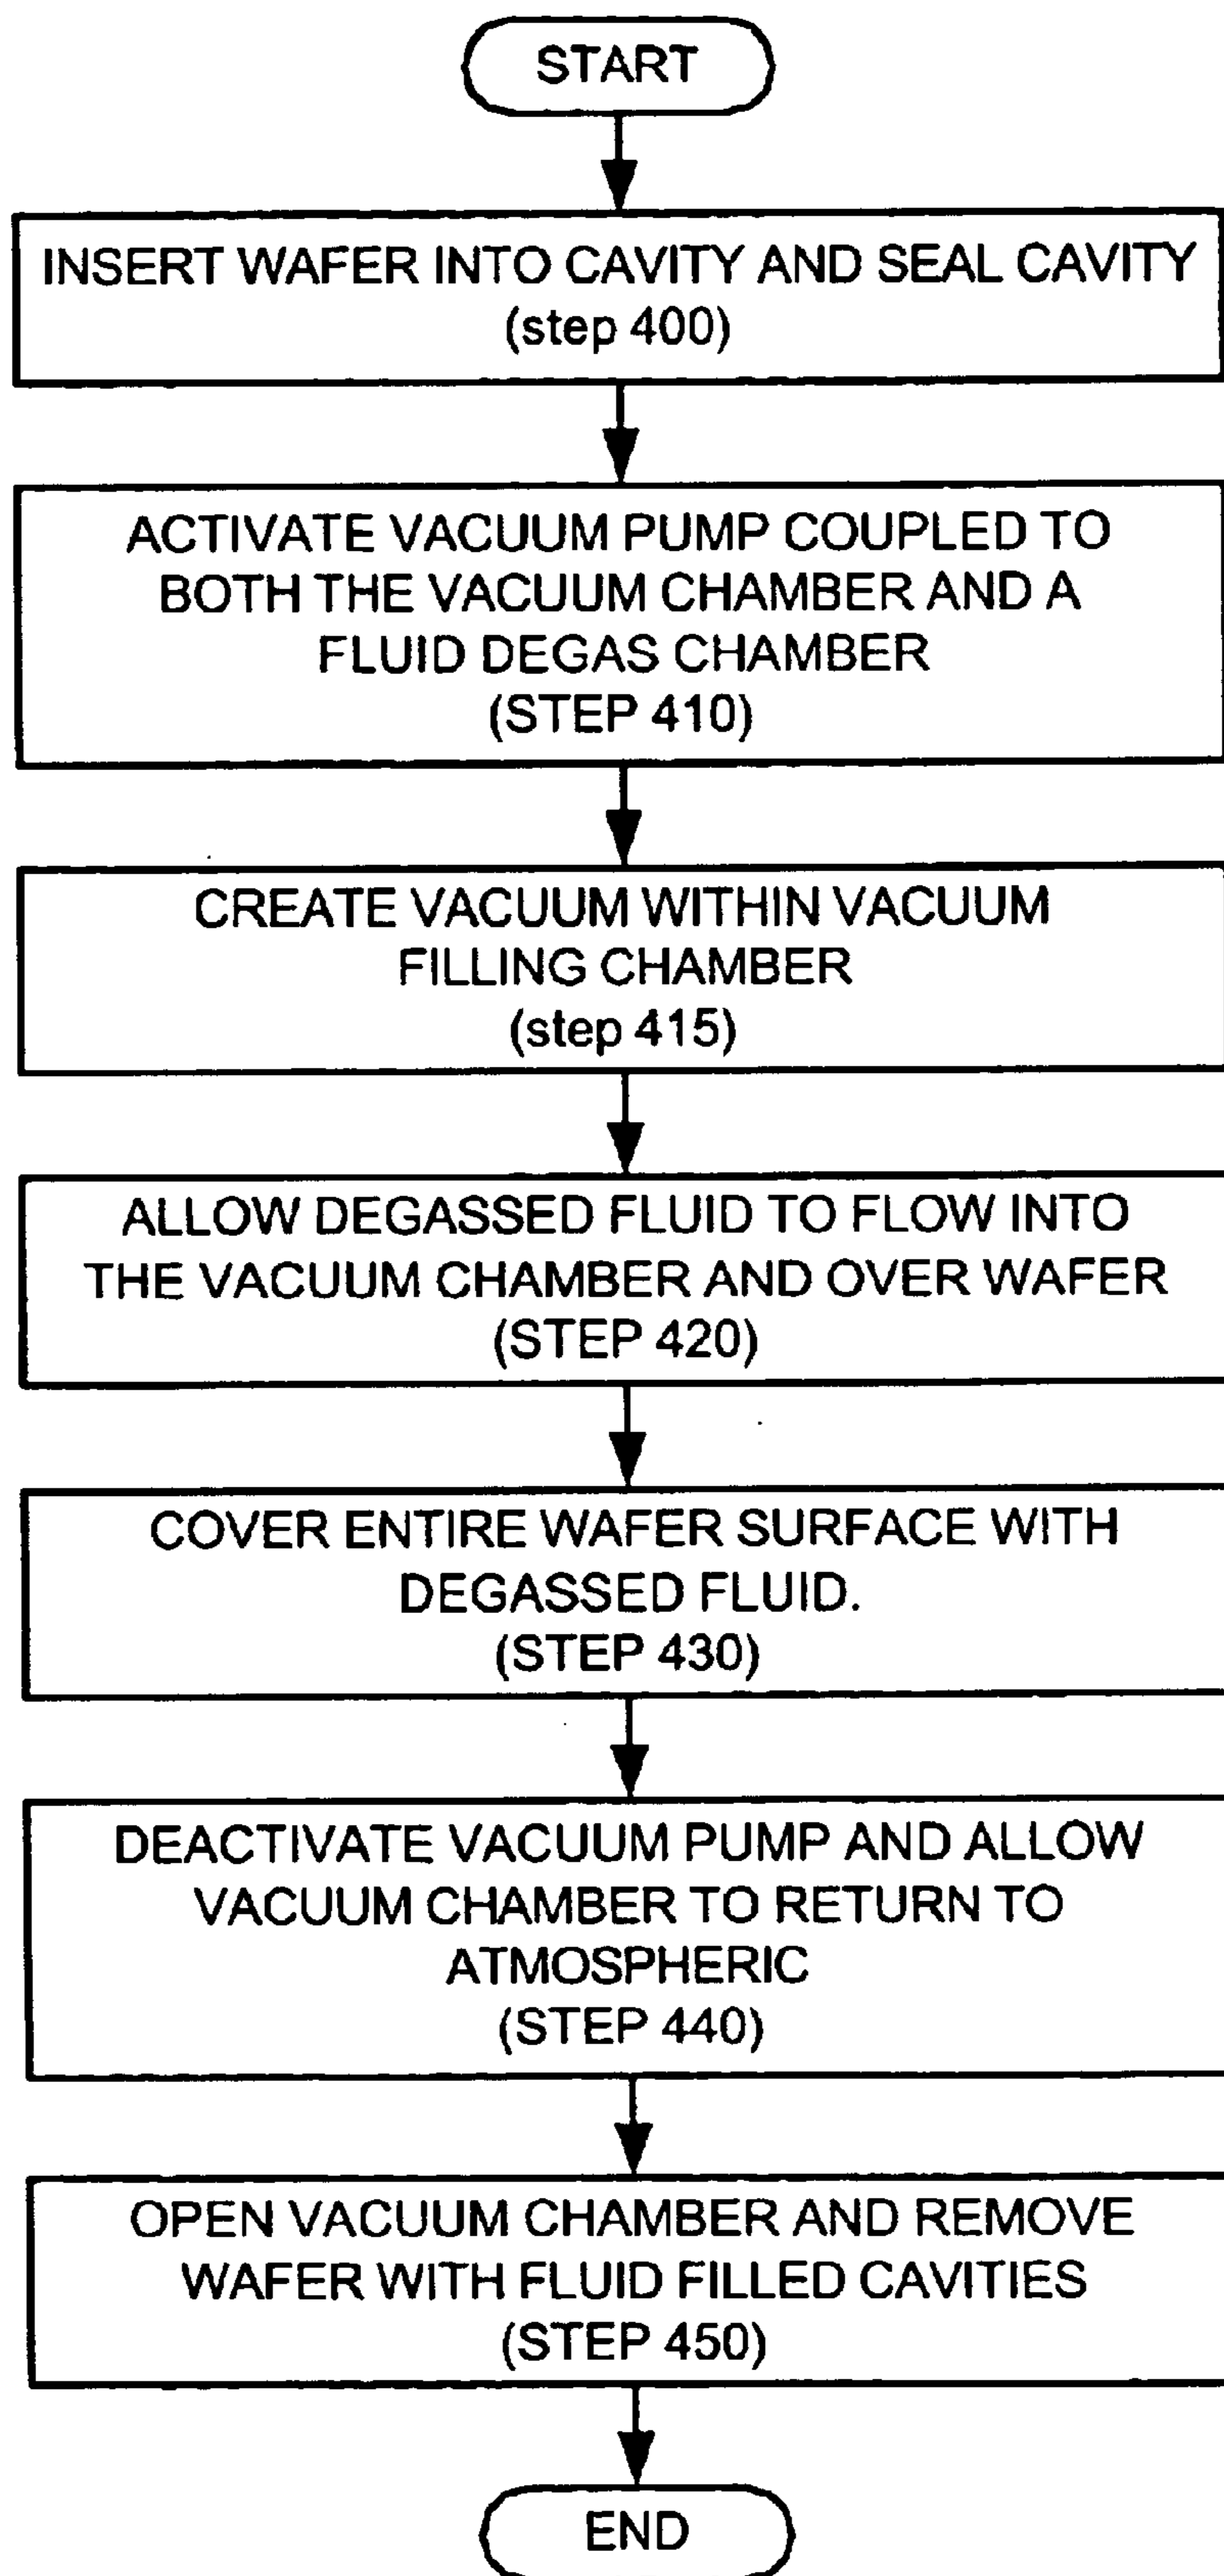 START
INSERT WAFER INTO CAVITY AND SEAL CAVITY
(step 400)
ACTIVATE VACUUM PUMP COUPLED TO
BOTH THE VACUUM CHAMBER AND A
FLUID DEGAS CHAMBER
(STEP 410)
CREATE VACUUM WITHIN VACUUM
FILLING CHAMBER
(step 415)
ALLOW DEGASSED FLUID TO FLOW INTO
THE VACUUM CHAMBER AND OVER WAFER
(STEP 420)
COVER ENTIRE WAFER SURFACE WITH
DEGASSED FLUID.
(STEP 430)
DEACTIVATE VACUUM PUMP AND ALLOW
VACUUM CHAMBER TO RETURN TO
ATMOSPHERIC
(STEP 440)
OPEN VACUUM CHAMBER AND REMOVE
WAFER WITH FLUID FILLED CAVITIES
(STEP 450)
END